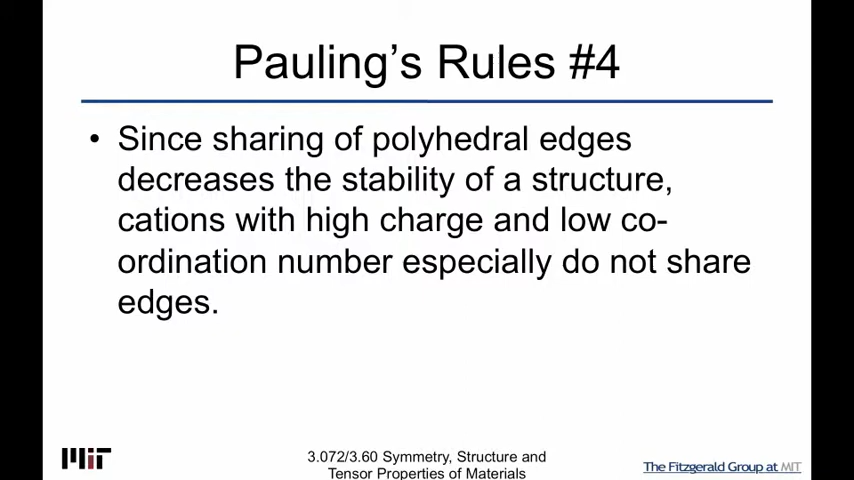 Pauling's Rules #4
• Since sharing of polyhedral edges
decreases the stability of a structure,
cations with high charge and low co-
ordination number especially do not share
edges.
MIT
3.072/3.60 Symmetry, Structure and
Tensor Properties of Materials
The Fitzgerald Group at MIT